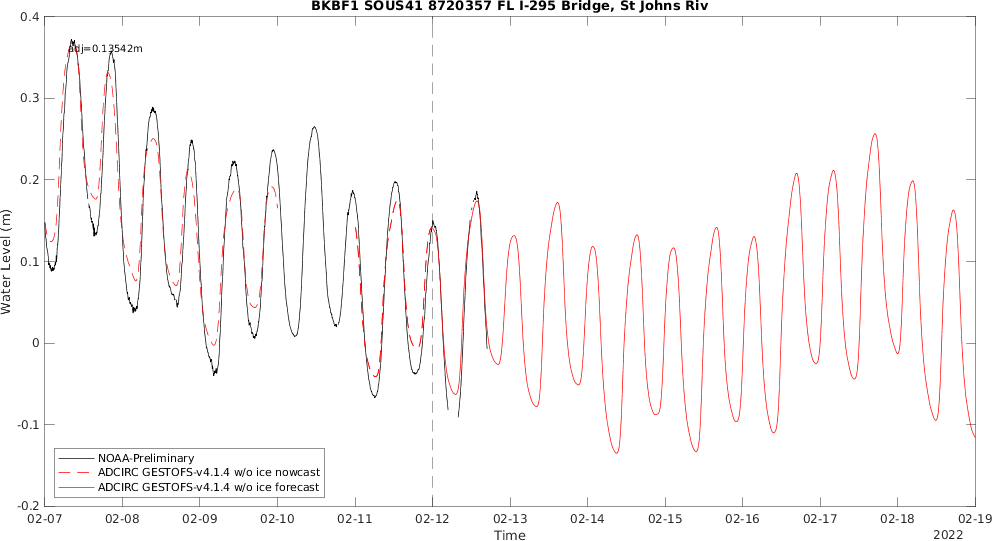 BKBF1 SOUS41 8720357 FL I-295 Bridge, St Johns Riv
adj=0.13542m
0.4
0.3
0.2
0.1
0
-0.1
-0.2
Water Level (m)
NOAA-Preliminary
ADCIRC GESTOFS-v4.1.4 w/o ice nowcast
ADCIRC GESTOFS-v4.1.4 w/o ice forecast
02-07 02-08 02-09 02-10 02-11 02-12 02-13 02-14 02-15 02-16 02-17 02-18 02-19
Time
2022